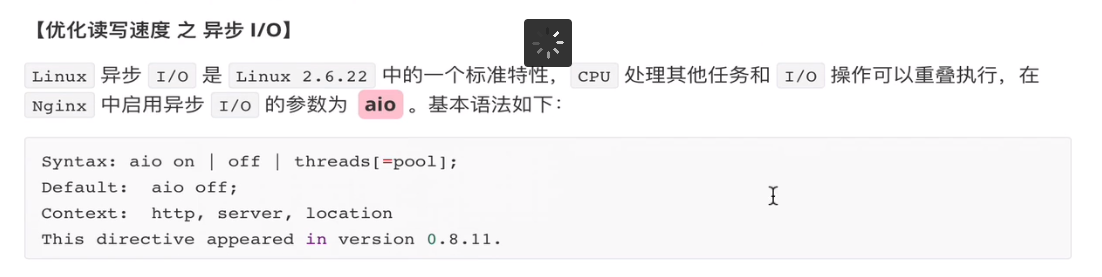 【优化读写速度 之 异步 I/O】
Linux 异步 I/O 是 Linux 2.6.22 中的一个标准特性， CPU 处理其他任务和 I/O 操作可以重叠执行，在
Nginx 中启用异步 I/O 的参数为 aio 。基本语法如下：
Syntax: aio on | off | threads[=pool];
Default:  aio off;
Context:  http, server, location
This directive appeared in version 0.8.11.